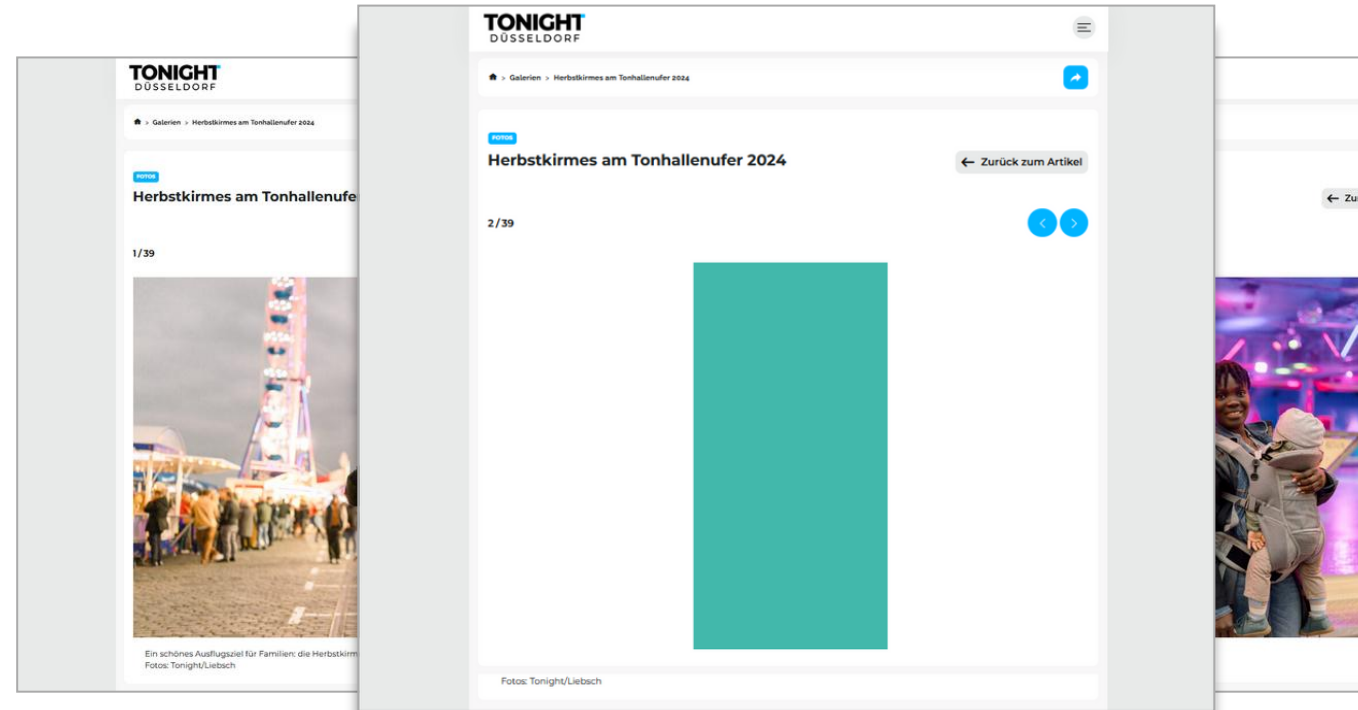 TONIGHT
DÜSSELDORF
> Galerien > Herbstkirmes am Tonhallenufer 2024
FOTOS
Herbstkirmes am Tonhallenufe
1/39
Ein schönes Ausflugsziel für Familien: die Herbstkirm
Fotos: Tonight/Liebsch
TONIGHT
DÜSSELDORF
> Galerien > Herbstkirmes am Tonhallenufer 2024
FOTOS
Herbstkirmes am Tonhallenufer 2024
← Zurück zum Artikel
2/39
< >
Fotos: Tonight/Liebsch
← Zu